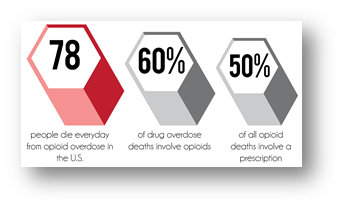 78
people die everyday
from opioid overdose in
the U.S.
60%
of drug overdose
deaths involve opioids
50%
of all opioid
deaths involve a
prescription